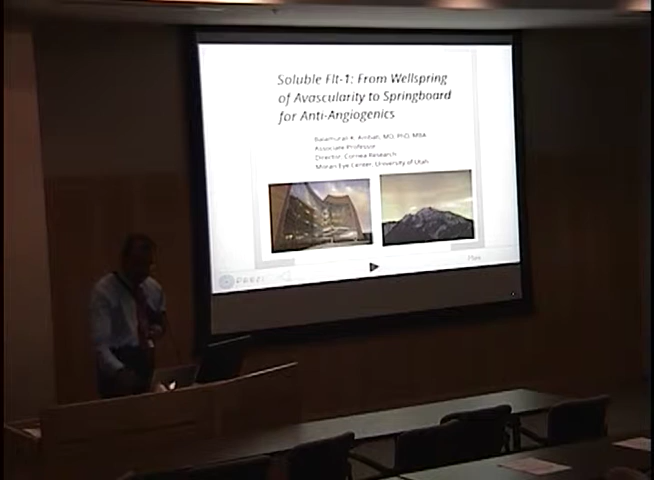 Soluble Flt-1: From Wellspring
of Avascularity to Springboard
for Anti-Angiogenics
Balamurali K. Ambati, MD, PhD, MBA
Associate Professor
Director, Cornea Research
Moran Eye Center, University of Utah
PREZI